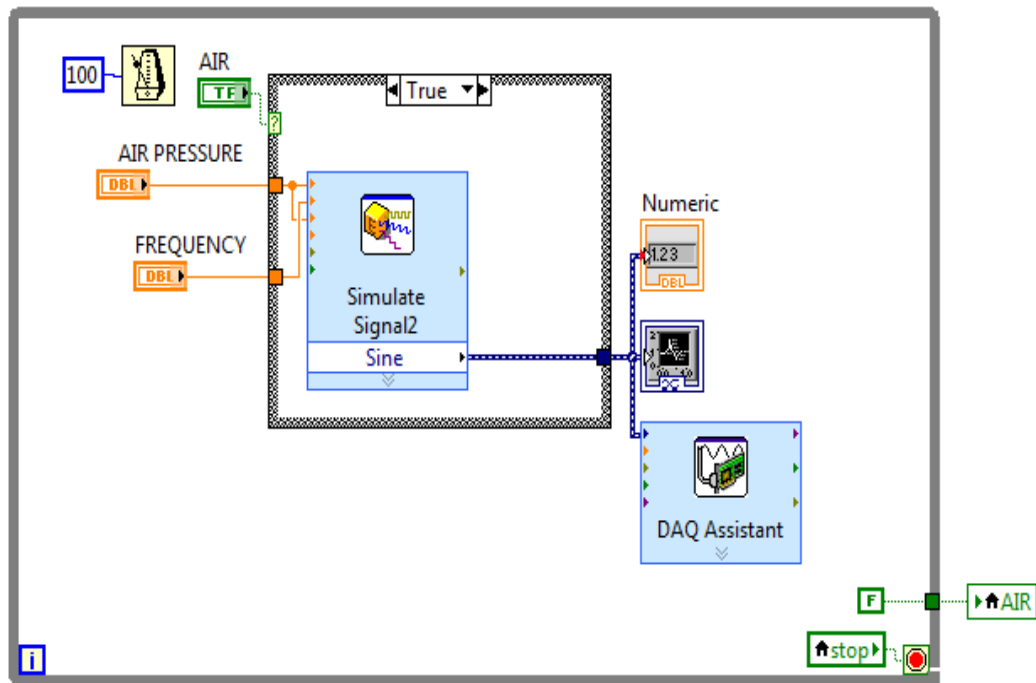 100
AIR
TF
?
True
AIR PRESSURE
DBL
FREQUENCY
DBL
Simulate
Signal2
Sine
Numeric
1.23
DBL
DAQ Assistant
F
AIR
stop
i